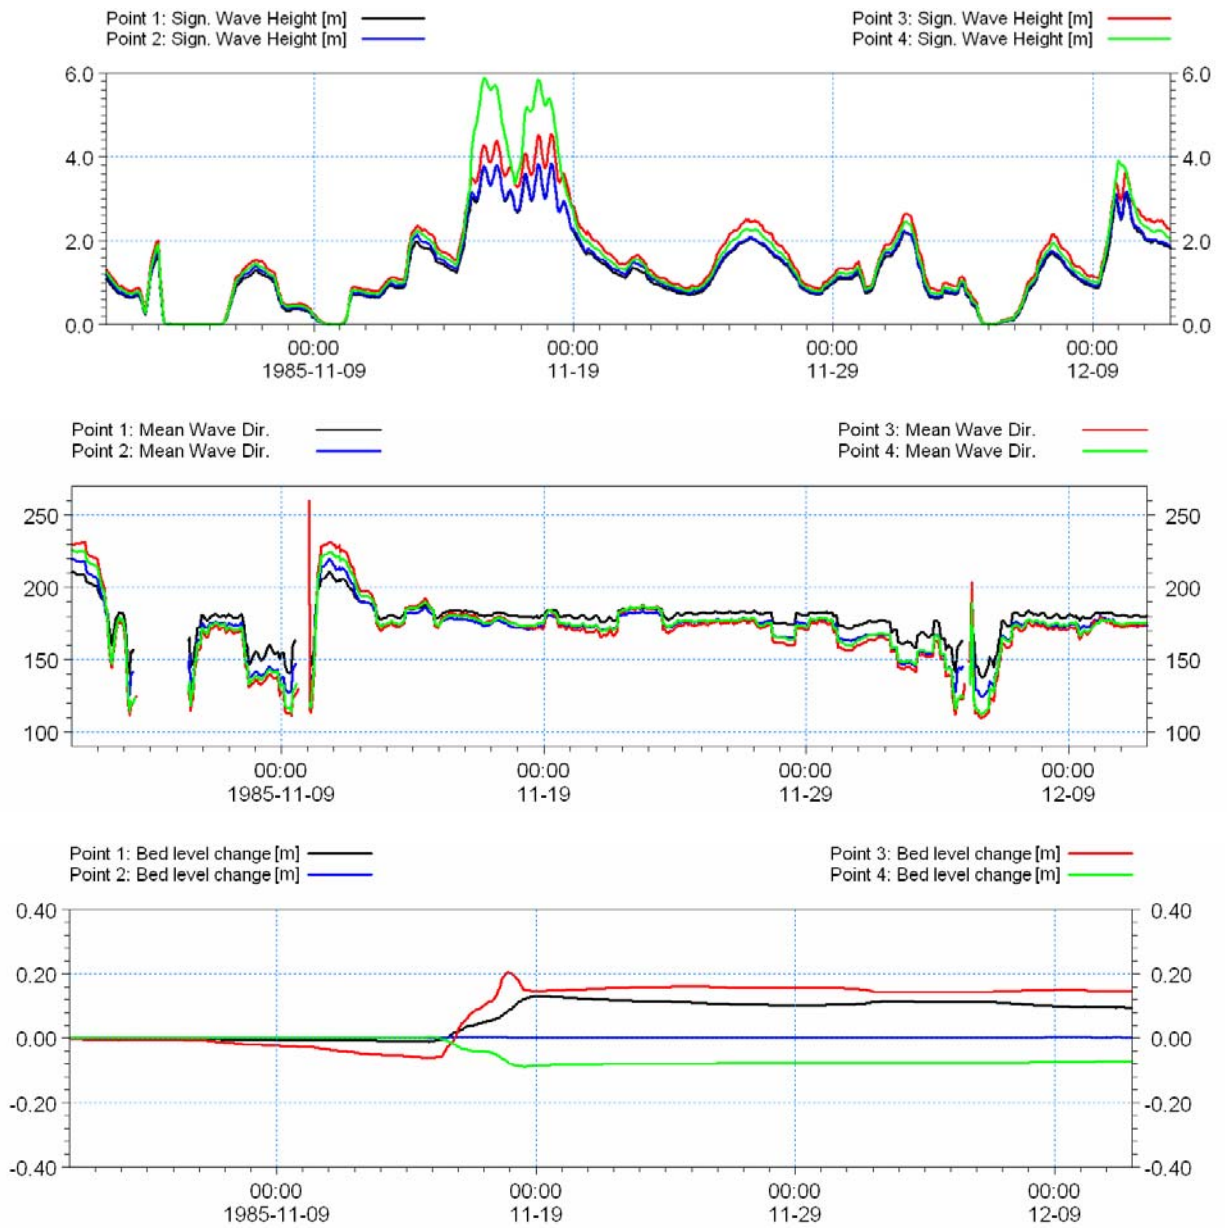 Point 1: Sign. Wave Height [m] Point 3: Sign. Wave Height [m]
Point 2: Sign. Wave Height [m] Point 4: Sign. Wave Height [m]
6.0 6.0
4.0 4.0
2.0 2.0
0.0 0.0
00:00 00:00 00:00 00:00
1985-11-09 11-19 11-29 12-09
Point 1: Mean Wave Dir. Point 3: Mean Wave Dir.
Point 2: Mean Wave Dir. Point 4: Mean Wave Dir.
250 250
200 200
150 150
100 100
00:00 00:00 00:00 00:00
1985-11-09 11-19 11-29 12-09
Point 1: Bed level change [m] Point 3: Bed level change [m]
Point 2: Bed level change [m] Point 4: Bed level change [m]
0.40 0.40
0.20 0.20
0.00 0.00
-0.20 -0.20
-0.40 -0.40
00:00 00:00 00:00 00:00
1985-11-09 11-19 11-29 12-09